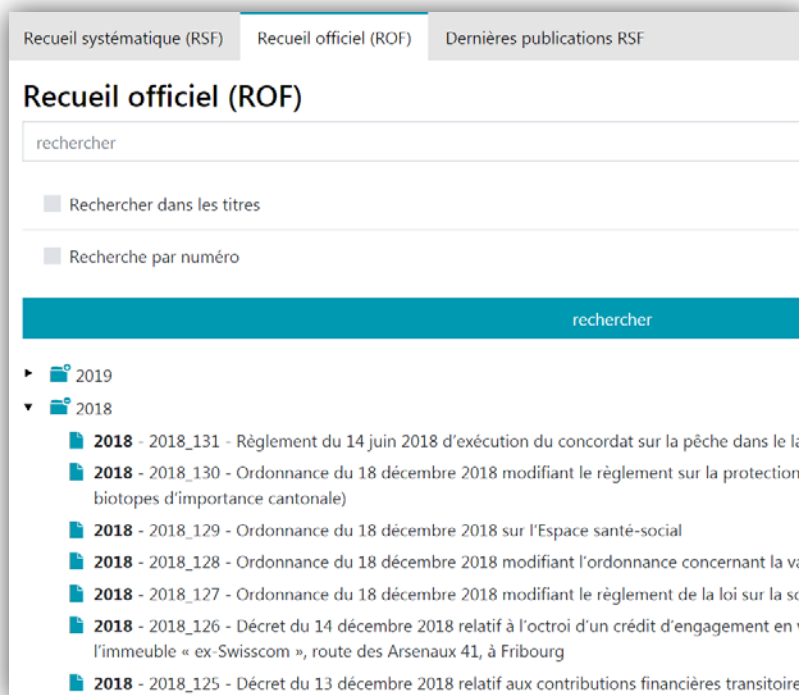 Recueil systématique (RSF) Recueil officiel (ROF) Dernières publications RSF
Recueil officiel (ROF)
rechercher
Rechercher dans les titres
Recherche par numéro
rechercher
2019
2018
2018 - 2018_131 - Règlement du 14 juin 2018 d'exécution du concordat sur la pêche dans le
2018 - 2018_130 - Ordonnance du 18 décembre 2018 modifiant le règlement sur la protection
biotopes d'importance cantonale)
2018 - 2018_129 - Ordonnance du 18 décembre 2018 sur l'Espace santé-social
2018 - 2018_128 - Ordonnance du 18 décembre 2018 modifiant l'ordonnance concernant la
2018 - 2018_127 - Ordonnance du 18 décembre 2018 modifiant le règlement de la loi sur la
2018 - 2018_126 - Décret du 14 décembre 2018 relatif à l'octroi d'un crédit d'engagement en
l'immeuble « ex-Swisscom », route des Arsenaux 41, à Fribourg
2018 - 2018_125 - Décret du 13 décembre 2018 relatif aux contributions financières transitoire